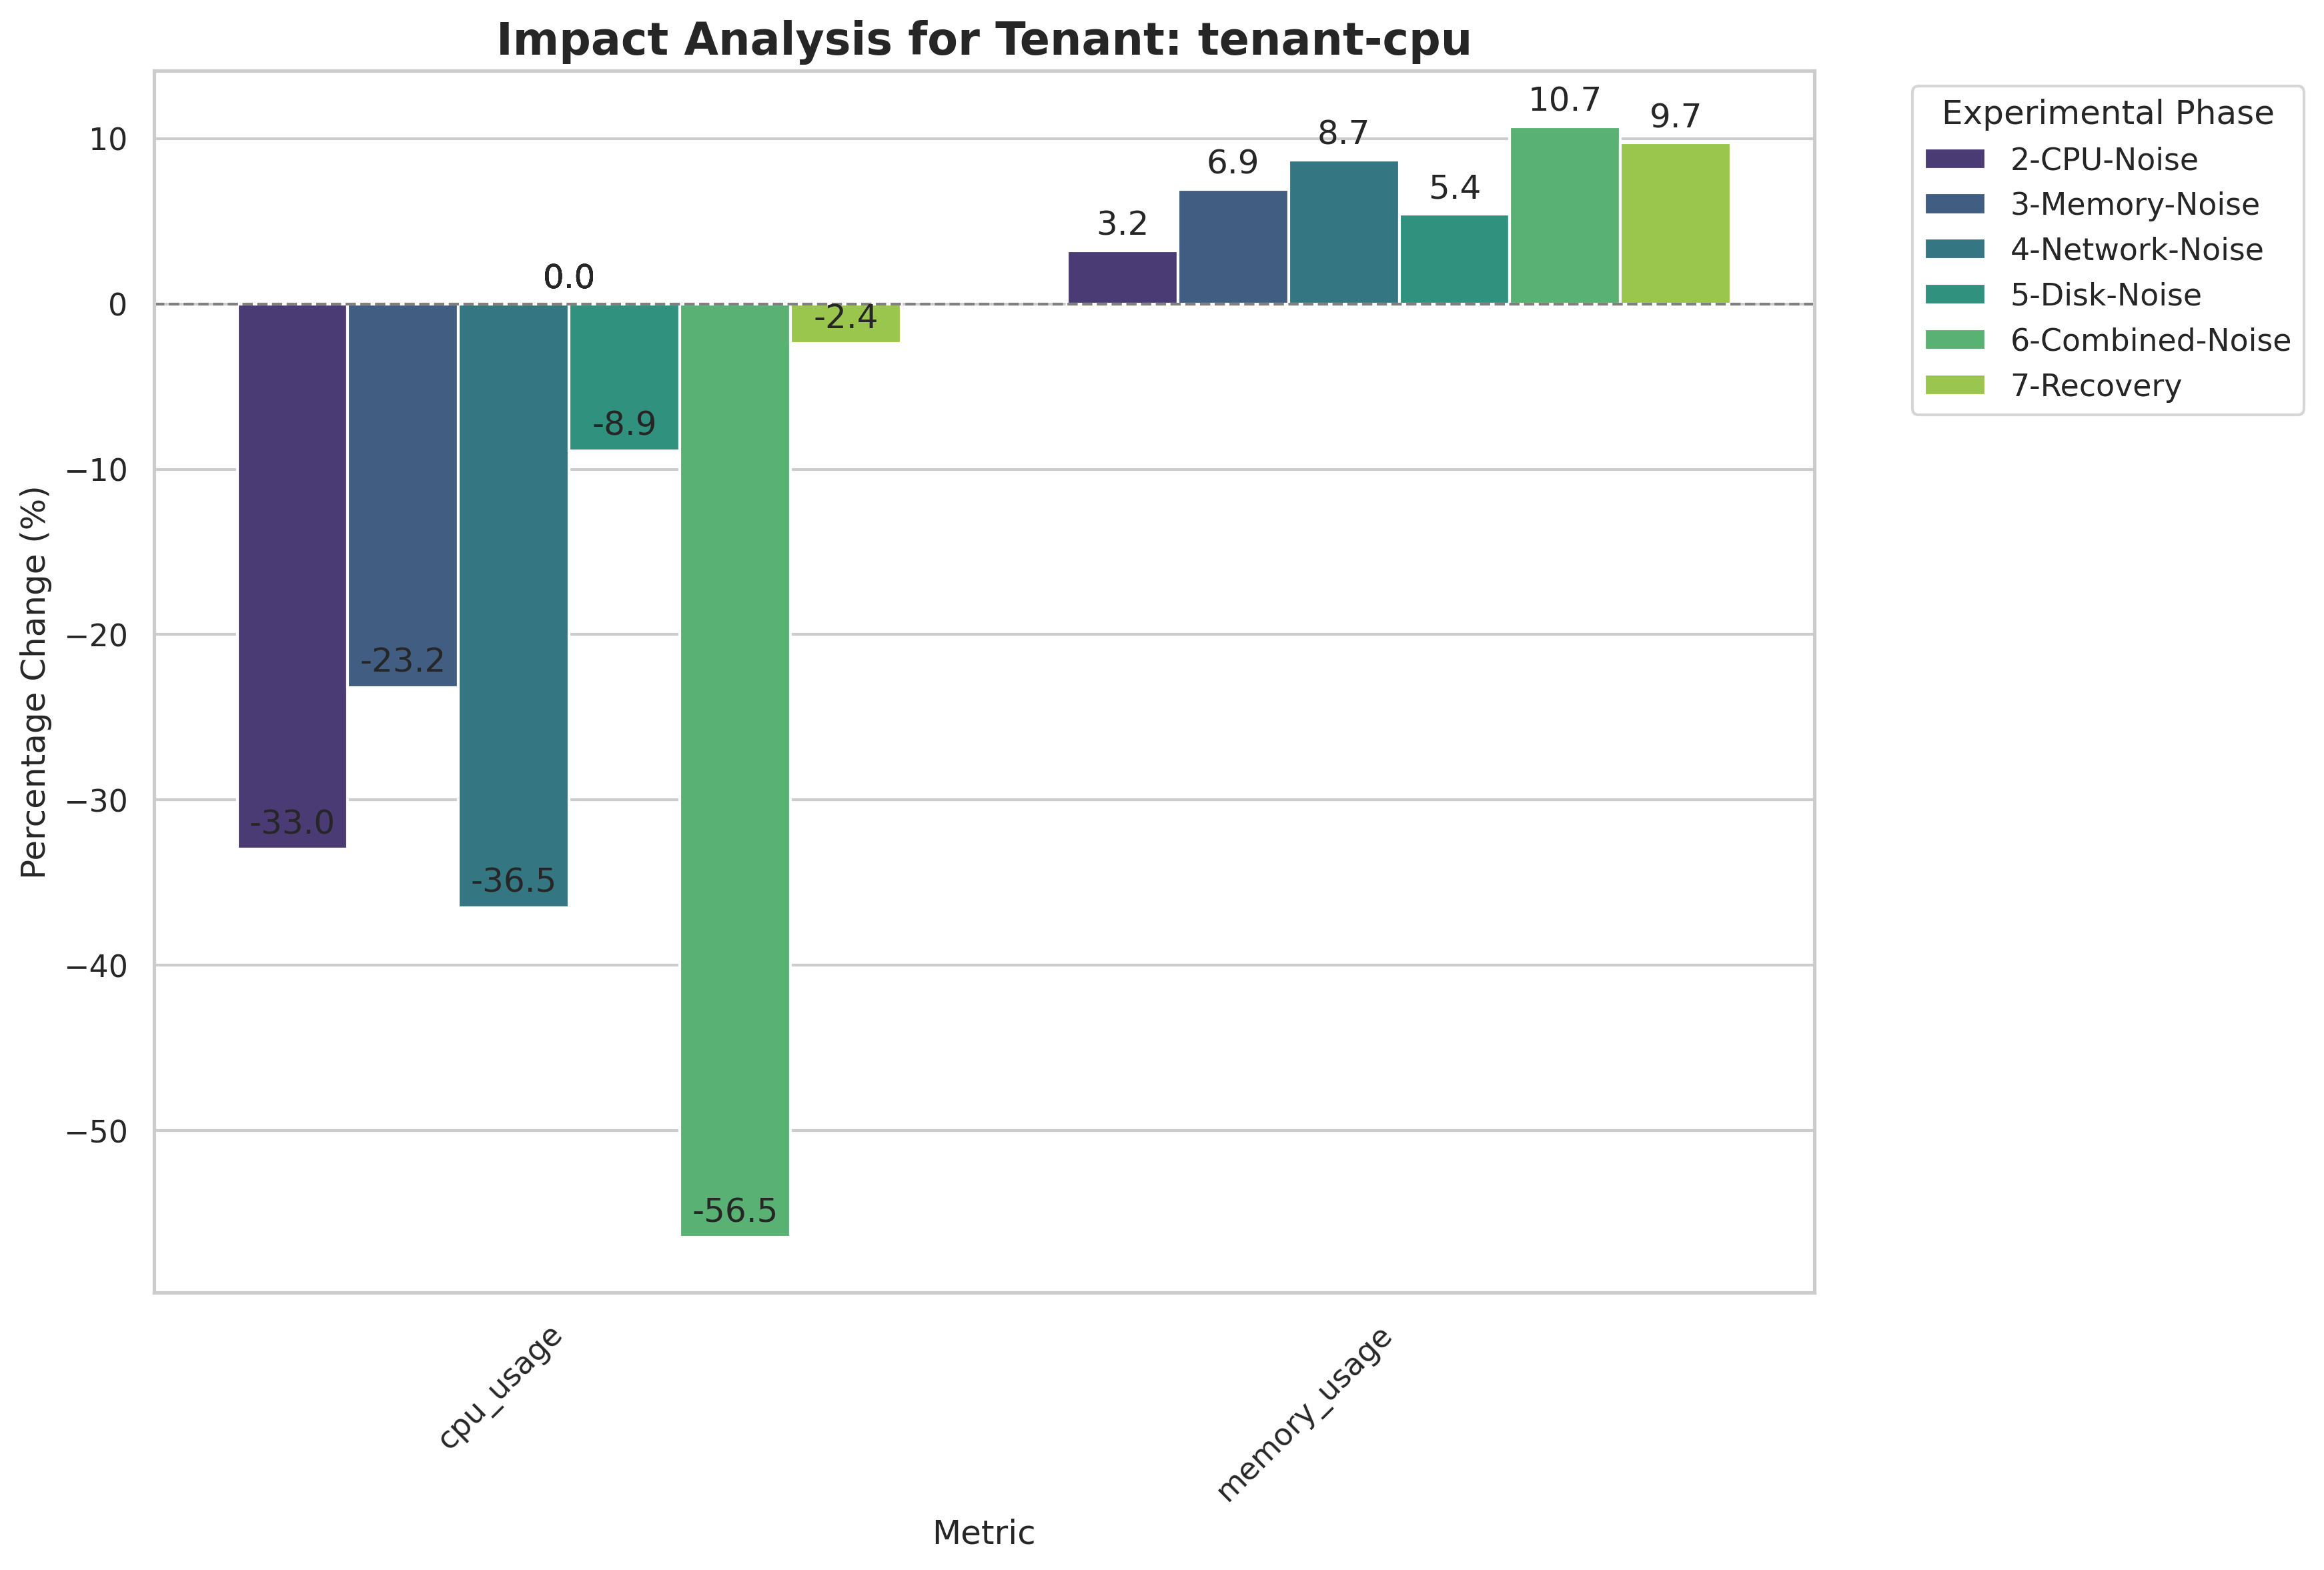 Impact Analysis for Tenant: tenant-cpu
Percentage Change (%)
10
0
−10
−20
−30
−40
−50
0.0
-33.0
-23.2
-36.5
-8.9
-56.5
-2.4
3.2
6.9
8.7
5.4
10.7
9.7
cpu_usage
memory_usage
Metric
Experimental Phase
2-CPU-Noise
3-Memory-Noise
4-Network-Noise
5-Disk-Noise
6-Combined-Noise
7-Recovery